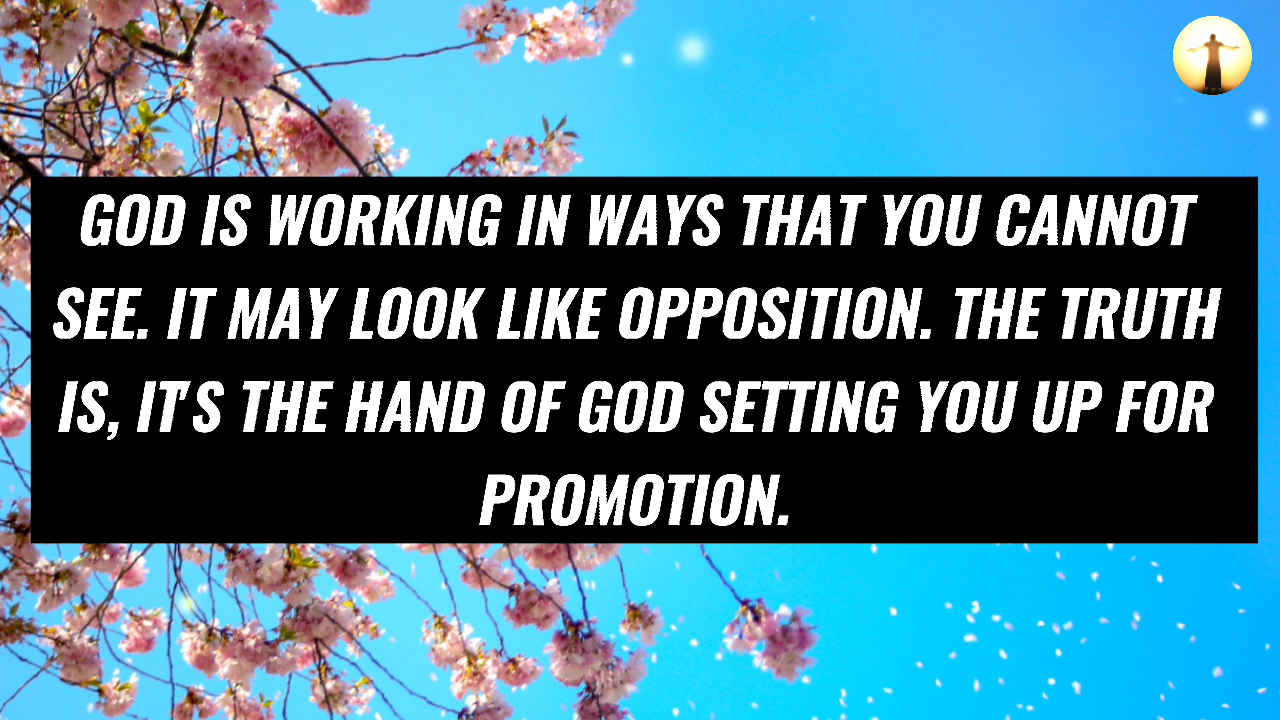 GOD IS WORKING IN WAYS THAT YOU CANNOT
SEE. IT MAY LOOK LIKE OPPOSITION. THE TRUTH
IS, IT'S THE HAND OF GOD SETTING YOU UP FOR
PROMOTION.